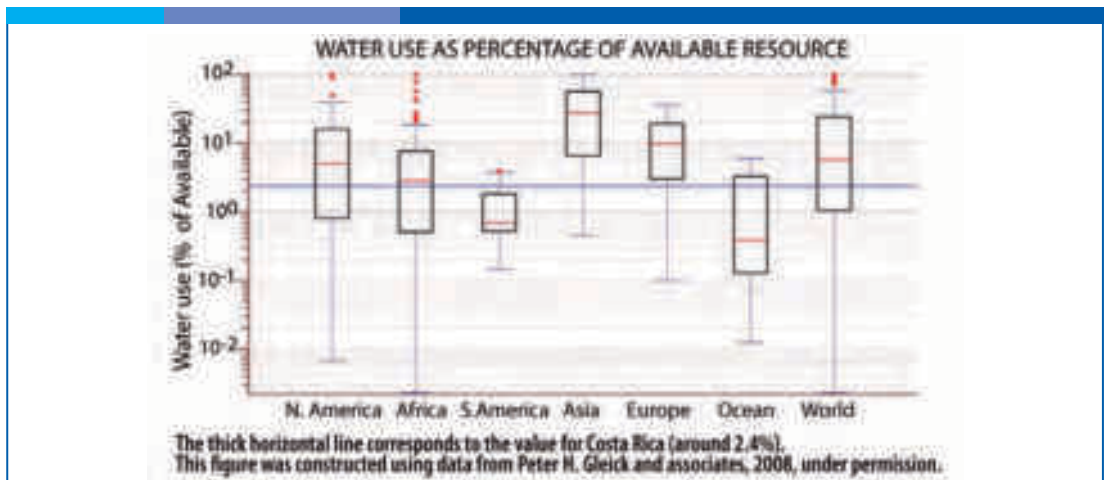 WATER USE AS PERCENTAGE OF AVAILABLE RESOURCE
Water use (% of Available)
10²
10¹
10⁰
10⁻¹
10⁻²
N. America Africa S.America Asia Europe Ocean World
The thick horizontal line corresponds to the value for Costa Rica (around 2.4%).
This figure was constructed using data from Peter H. Gleick and associates, 2008, under permission.